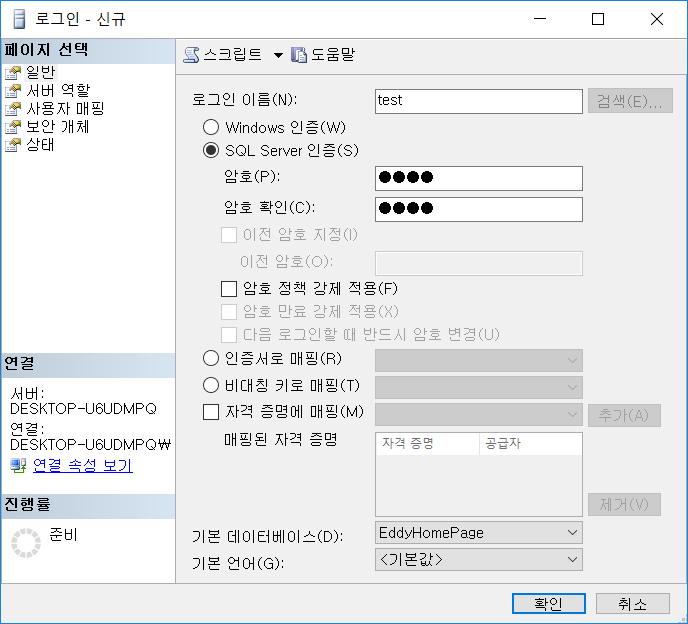 로그인 - 신규
페이지 선택
일반
서버 역할
사용자 매핑
보안 개체
상태
연결
서버:
DESKTOP-U6UDMPQ
연결:
DESKTOP-U6UDMPQ₩
연결 속성 보기
진행률
준비
스크립트 도움말
로그인 이름(N): test 검색(E)...
Windows 인증(W)
SQL Server 인증(S)
암호(P): ●●●●
암호 확인(C): ●●●●
이전 암호 지정(I)
이전 암호(O):
암호 정책 강제 적용(F)
암호 만료 강제 적용(X)
다음 로그인할 때 반드시 암호 변경(U)
인증서로 매핑(R)
비대칭 키로 매핑(T)
자격 증명에 매핑(M) 추가(A)
매핑된 자격 증명 자격 증명 공급자
제거(V)
기본 데이터베이스(D): EddyHomePage
기본 언어(G): <기본값>
확인 취소